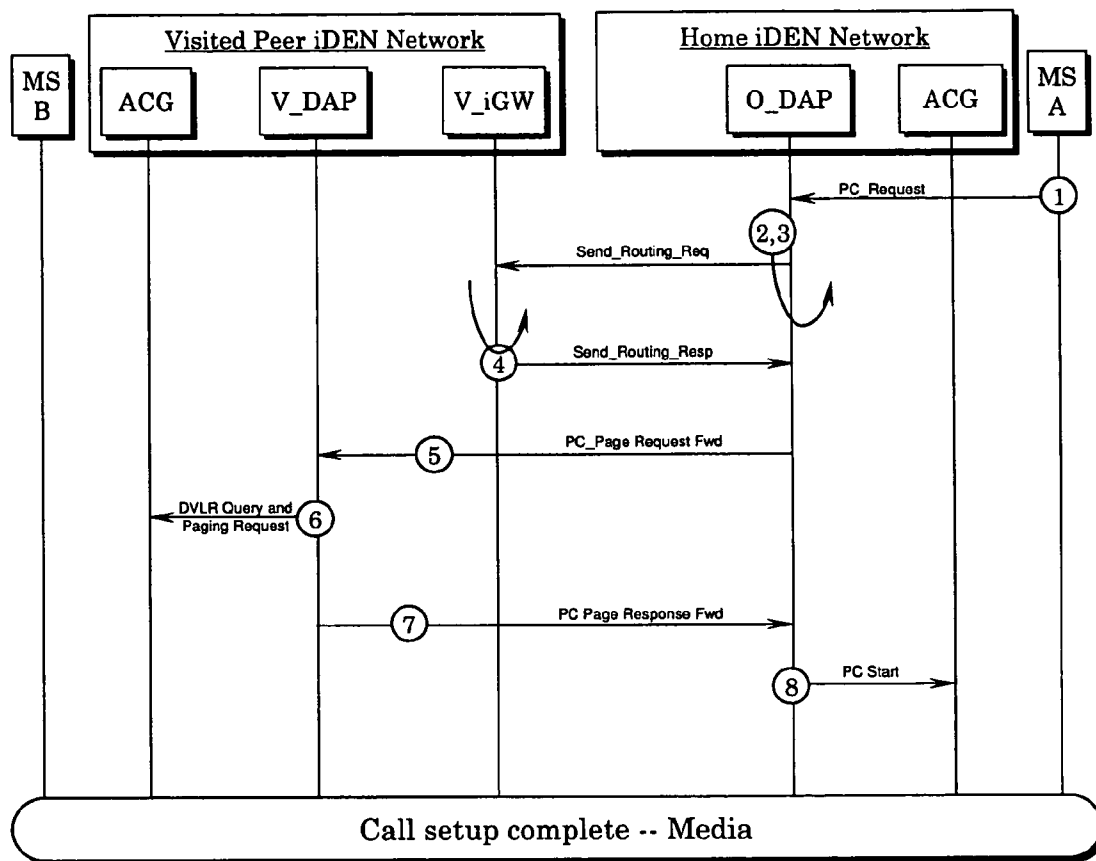 Visited Peer iDEN Network
Home iDEN Network
MS
B
ACG
V_DAP
V_iGW
O_DAP
ACG
MS
A
PC_Request
1
2,3
Send_Routing_Req
4
Send_Routing_Resp
5
PC_Page Request Fwd
DVLR Query and
Paging Request
6
7
PC Page Response Fwd
8
PC Start
Call setup complete -- Media